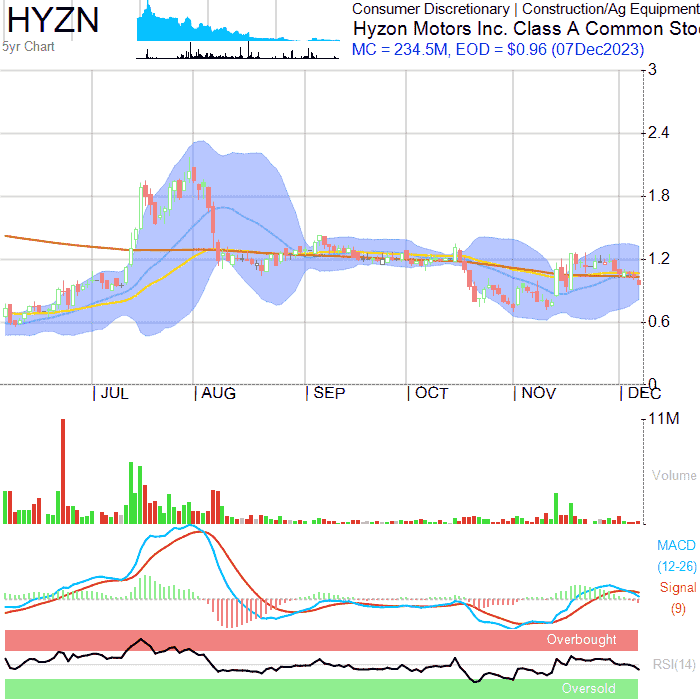 HYZN
5yr Chart
Consumer Discretionary | Construction/Ag Equipment
Hyzon Motors Inc. Class A Common Sto
MC = 234.5M, EOD = $0.96 (07Dec2023)
3
2.4
1.8
1.2
0.6
0
JUL AUG SEP OCT NOV DEC
11M
Volume
MACD
(12-26)
Signal
(9)
Overbought
RSI(14)
Oversold